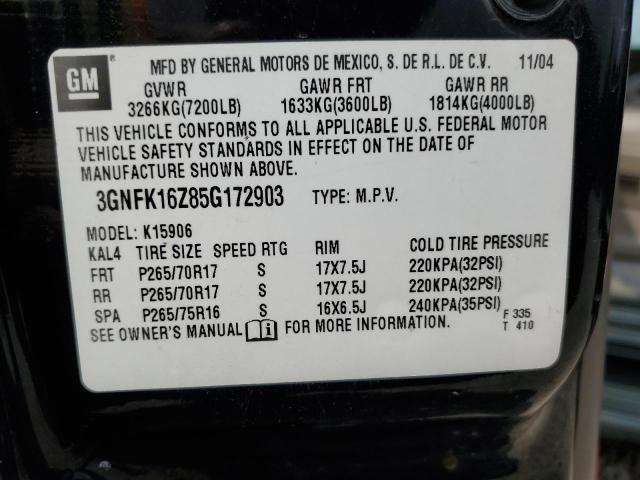 GM
MFD BY GENERAL MOTORS DE MEXICO, S. DE R.L. DE C.V. 11/04
GVWR GAWR FRT GAWR RR
3266KG(7200LB) 1633KG(3600LB) 1814KG(4000LB)
THIS VEHICLE CONFORMS TO ALL APPLICABLE U.S. FEDERAL MOTOR
VEHICLE SAFETY STANDARDS IN EFFECT ON THE DATE OF
MANUFACTURE SHOWN ABOVE.
3GNFK16Z85G172903 TYPE: M.P.V.
MODEL: K15906
KAL4 TIRE SIZE SPEED RTG RIM COLD TIRE PRESSURE
FRT P265/70R17 S 17X7.5J 220KPA(32PSI)
RR P265/70R17 S 17X7.5J 220KPA(32PSI)
SPA P265/75R16 S 16X6.5J 240KPA(35PSI) F 335
SEE OWNER'S MANUAL FOR MORE INFORMATION. T 410